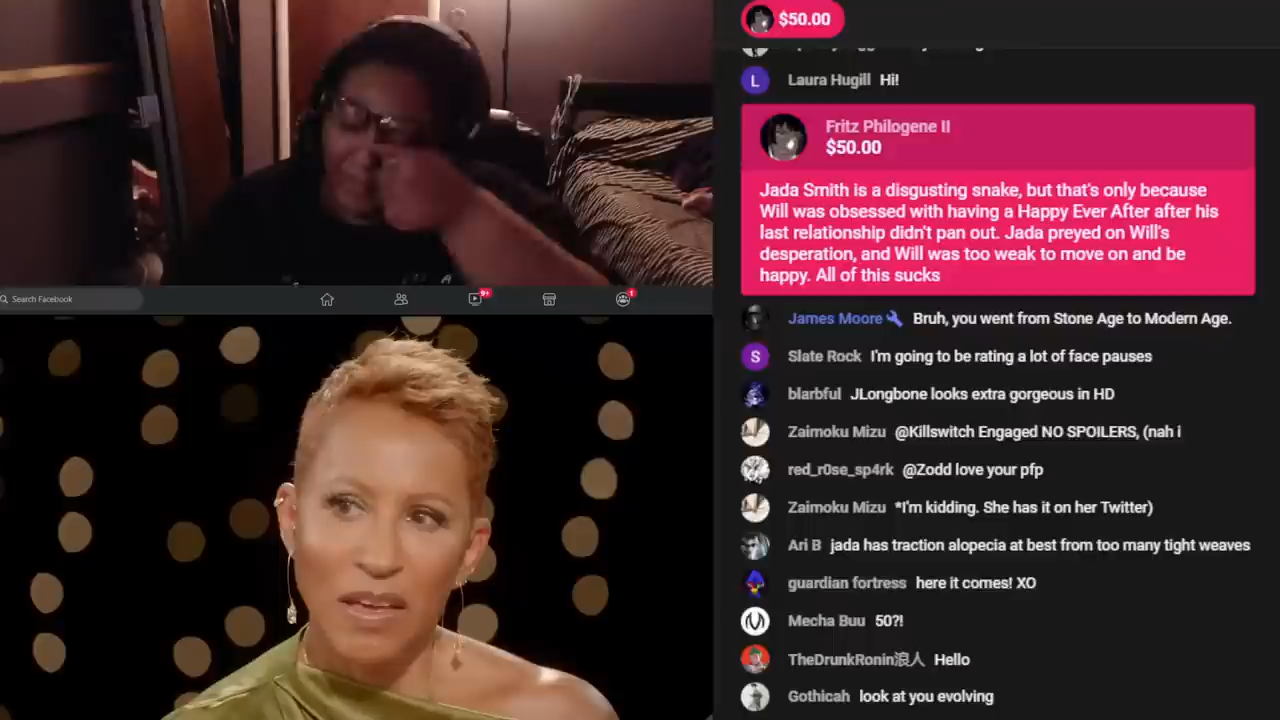 $50.00
Laura Hugill Hi!
Fritz Philogene II
$50.00
Jada Smith is a disgusting snake, but that's only because
Will was obsessed with having a Happy Ever After after his
last relationship didn't pan out. Jada preyed on Will's
desperation, and Will was too weak to move on and be
happy. All of this sucks
James Moore Bruh, you went from Stone Age to Modern Age.
S Slate Rock I'm going to be rating a lot of face pauses
blarbful JLongbone looks extra gorgeous in HD
Zaimoku Mizu @Killswitch Engaged NO SPOILERS, (nah i
red_r0se_sp4rk @Zodd love your pfp
Zaimoku Mizu *I'm kidding. She has it on her Twitter)
Ari B jada has traction alopecia at best from too many tight weaves
guardian fortress here it comes! XO
Mecha Buu 50?!
TheDrunkRonin浪人 Hello
Gothicah look at you evolving
L
Search Facebook
9+
1